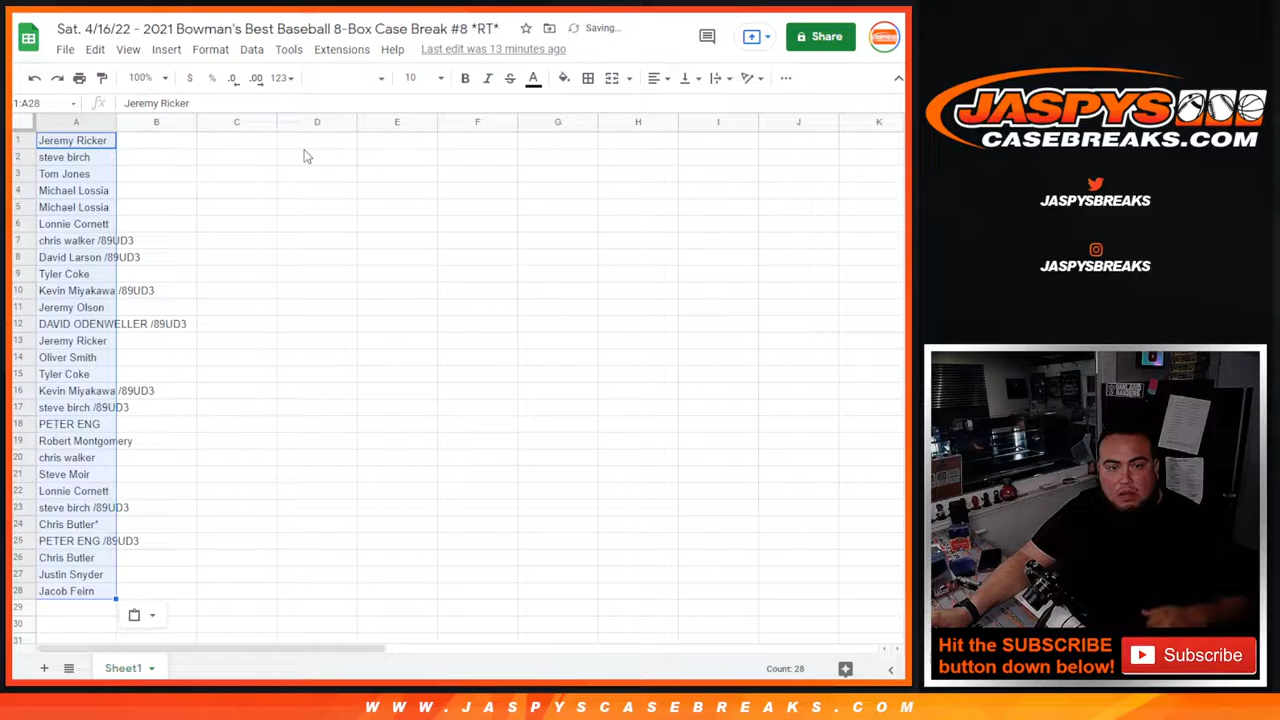 Sat. 4/16/22 - 2021 Bowman's Best Baseball 8-Box Case Break #8 *RT*
Saving...
File Edit View Insert Format Data Tools Extensions Help Last edit was 13 minutes ago
Share
100% $ % .0 .00 123 10 B I S A
1:A28 fx Jeremy Ricker
A B C D E F G H I J K
1 Jeremy Ricker
2 steve birch
3 Tom Jones
4 Michael Lossia
5 Michael Lossia
6 Lonnie Cornett
7 chris walker /89UD3
8 David Larson /89UD3
9 Tyler Coke
10 Kevin Miyakawa /89UD3
11 Jeremy Olson
12 DAVID ODENWELLER /89UD3
13 Jeremy Ricker
14 Oliver Smith
15 Tyler Coke
16 Kevin Miyakawa /89UD3
17 steve birch /89UD3
18 PETER ENG
19 Robert Montgomery
20 chris walker
21 Steve Moir
22 Lonnie Cornett
23 steve birch /89UD3
24 Chris Butler*
25 PETER ENG /89UD3
26 Chris Butler
27 Justin Snyder
28 Jacob Feirn
29
30
31
Sheet1
Count: 28
JASPYS
CASEBREAKS.COM
JASPYSBREAKS
JASPYSBREAKS
OAKLAND
RAIDERS
Hit the SUBSCRIBE
button down below!
Subscribe
WWW.JASPYSCASEBREAKS.COM